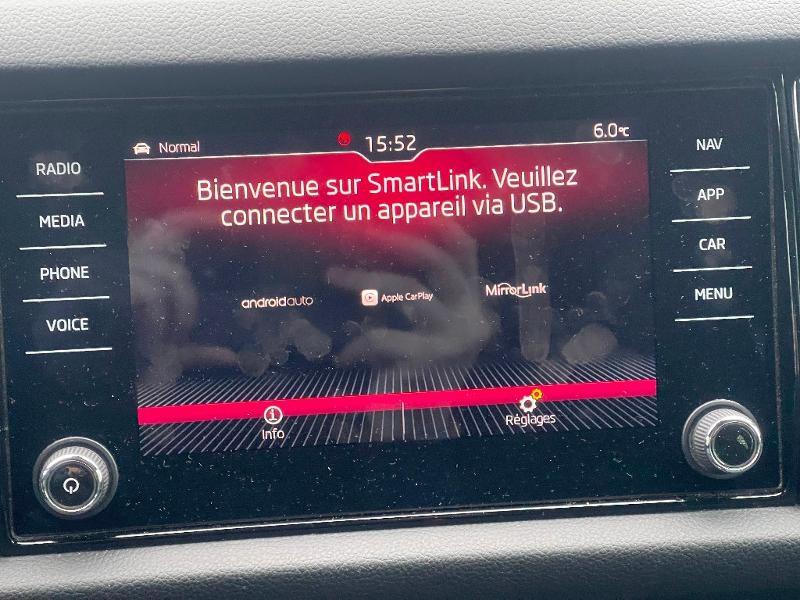 Normal
15:52
6.0°C
RADIO
MEDIA
PHONE
VOICE
Bienvenue sur SmartLink. Veuillez
connecter un appareil via USB.
androidauto
Apple CarPlay
MirrorLink
Info
Réglages
NAV
APP
CAR
MENU